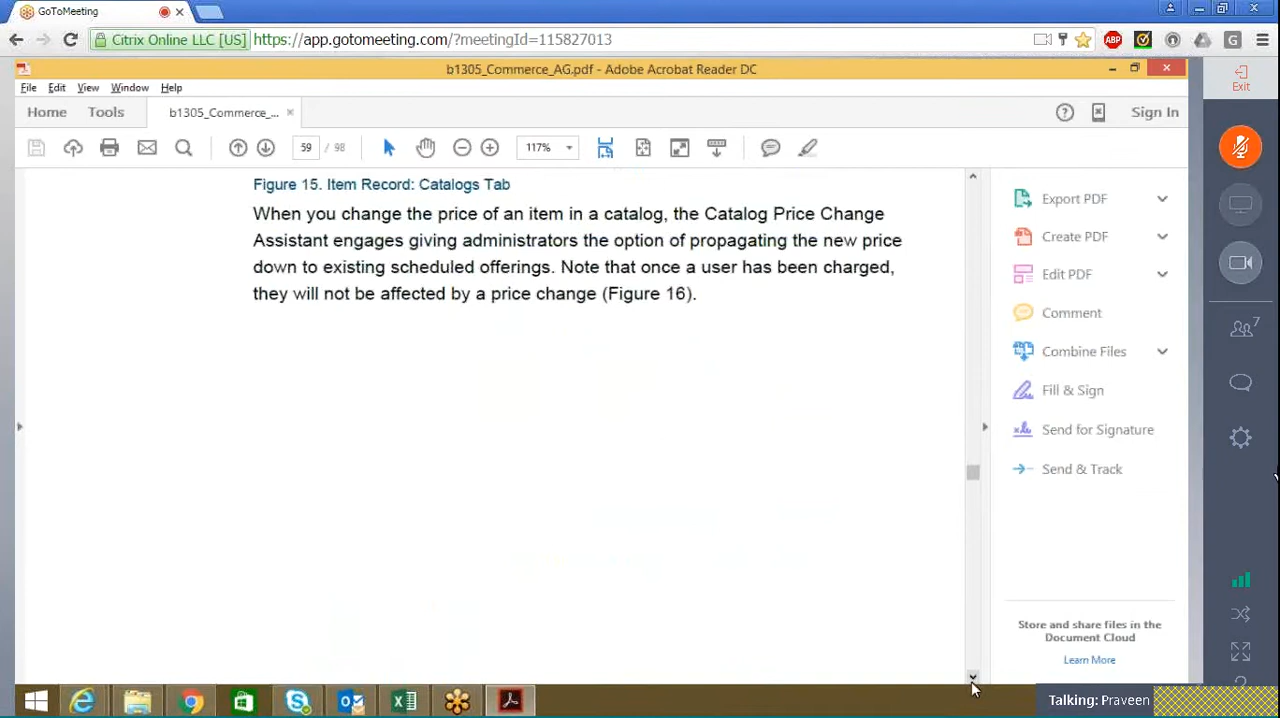 GoToMeeting
Citrix Online LLC [US]
https://app.gotomeeting.com/?meetingId=115827013
ABP
G
b1305_Commerce_AG.pdf - Adobe Acrobat Reader DC
Exit
File Edit View Window Help
Home Tools b1305_Commerce_... Sign In
59 / 98 117%
Figure 15. Item Record: Catalogs Tab
When you change the price of an item in a catalog, the Catalog Price Change
Assistant engages giving administrators the option of propagating the new price
down to existing scheduled offerings. Note that once a user has been charged,
they will not be affected by a price change (Figure 16).
Export PDF
Create PDF
Edit PDF
Comment
Combine Files
Fill & Sign
Send for Signature
Send & Track
Store and share files in the
Document Cloud
Learn More
7
Talking: Praveen